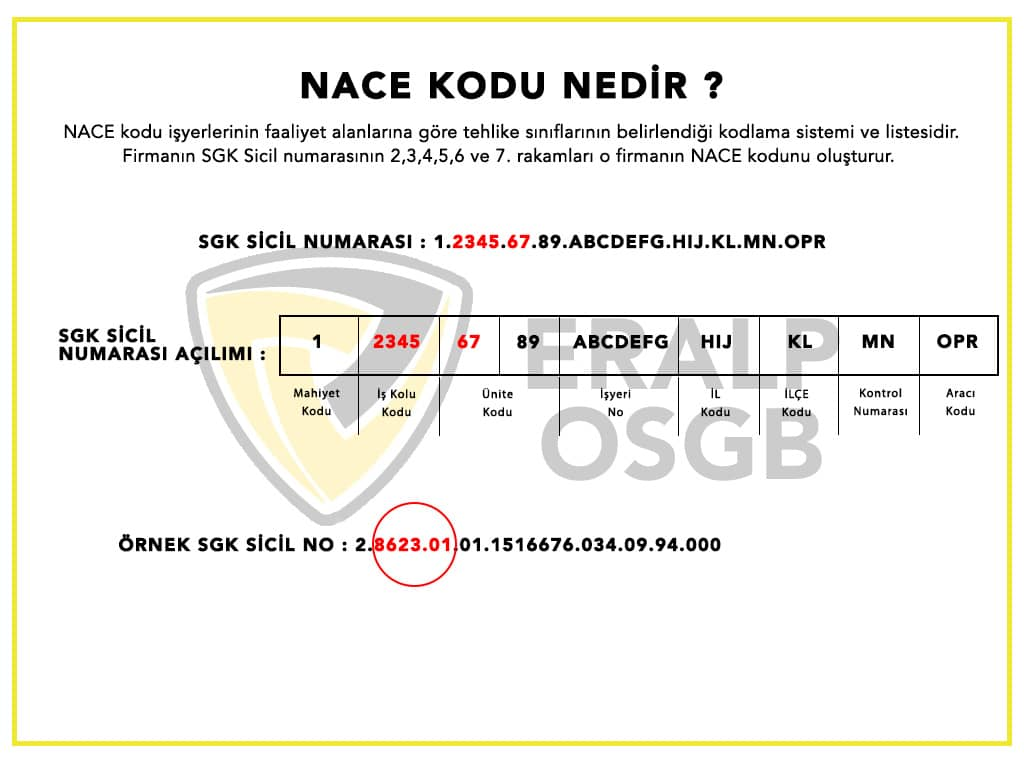 NACE KODU NEDİR ?
NACE kodu işyerlerinin faaliyet alanlarına göre tehlike sınıflarının belirlendiği kodlama sistemi ve listesidir.
Firmanın SGK Sicil numarasının 2,3,4,5,6 ve 7. rakamları o firmanın NACE kodunu oluşturur.
SGK SİCİL NUMARASI : 1.2345.67.89.ABCDEFG.HIJ.KL.MN.OPR
SGK SİCİL
NUMARASI AÇILIMI :
1 2345 67 89 ABCDEFG HIJ KL MN OPR
Mahiyet İş Kolu Ünite İşyeri İL İLÇE Kontrol Aracı
Kodu Kodu Kodu No Kodu Kodu Numarası Kodu
ERALP
OSGB
ÖRNEK SGK SİCİL NO : 2.8623.01.01.1516676.034.09.94.000